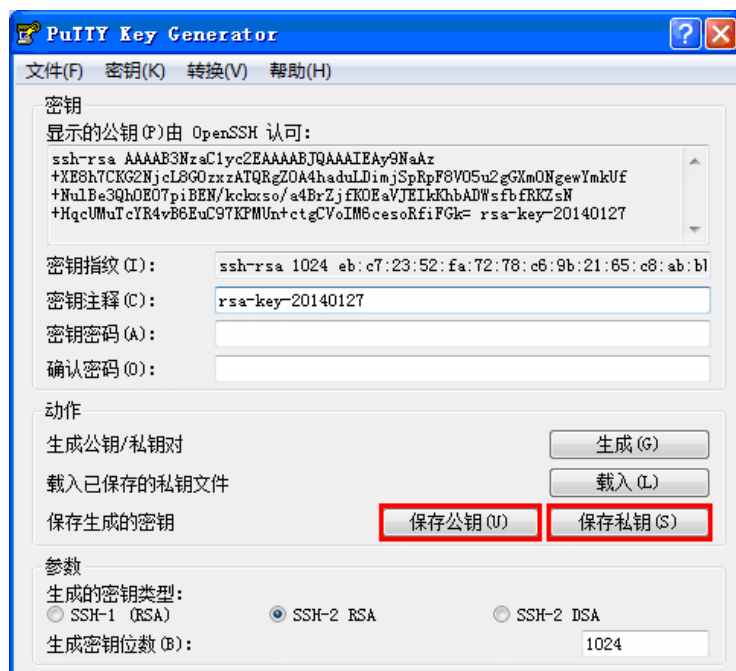 PuTTY Key Generator
文件(F) 密钥(K) 转换(V) 帮助(H)
密钥
显示的公钥(P)由 OpenSSH 认可:
ssh-rsa AAAAB3NzaC1yc2EAAAABJQAAAIEAy9NaAz
+XE8h7CKG2NjcL8GOzxzATQRgZOA4haduLDimjSpRpF8VO5u2gGXmONgewYmkUf
+NulBe3QhOEO7piBEN/kckxso/a4BrZjfKOEaVJEIkKhbADWsfbfRKZsN
+HqcUMuTcYR4vB6EuC97KPMUn+ctgCVoIM6cesoRfiFGk= rsa-key-20140127
密钥指纹(I): ssh-rsa 1024 eb:c7:23:52:fa:72:78:c6:9b:21:65:c8:ab:b1
密钥注释(C): rsa-key-20140127
密钥密码(A):
确认密码(O):
动作
生成公钥/私钥对 生成(G)
载入已保存的私钥文件 载入(L)
保存生成的密钥 保存公钥(U) 保存私钥(S)
参数
生成的密钥类型:
SSH-1 (RSA) SSH-2 RSA SSH-2 DSA
生成密钥位数(B): 1024